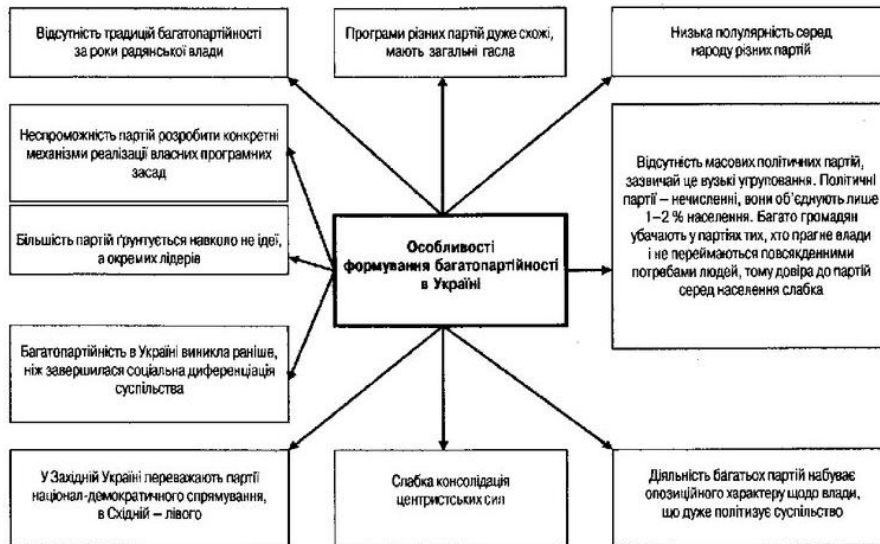 Відсутність традицій багатопартійності
за роки радянської влади
Програми різних партій дуже схожі,
мають загальні гасла
Низька популярність серед
народу різних партій
Неспроможність партій розробити конкретні
механізми реалізації власних програмних
засад
Більшість партій ґрунтується навколо не ідеї,
а окремих лідерів
Багатопартійність в Україні виникла раніше,
ніж завершилася соціальна диференціація
суспільства
Особливості
формування багатопартійності
в Україні
Відсутність масових політичних партій,
зазвичай це вузькі угруповання. Політичні
партії – нечисленні, вони об’єднують лише
1–2 % населення. Багато громадян
убачають у партіях тих, хто прагне влади
і не переймаються повсякденними
потребами людей, тому довіра до партій
серед населення слабка
У Західній Україні переважають партії
націонал-демократичного спрямування,
в Східній – лівого
Слабка консолідація
центристських сил
Діяльність багатьох партій набуває
опозиційного характеру щодо влади,
що дуже політизує суспільство